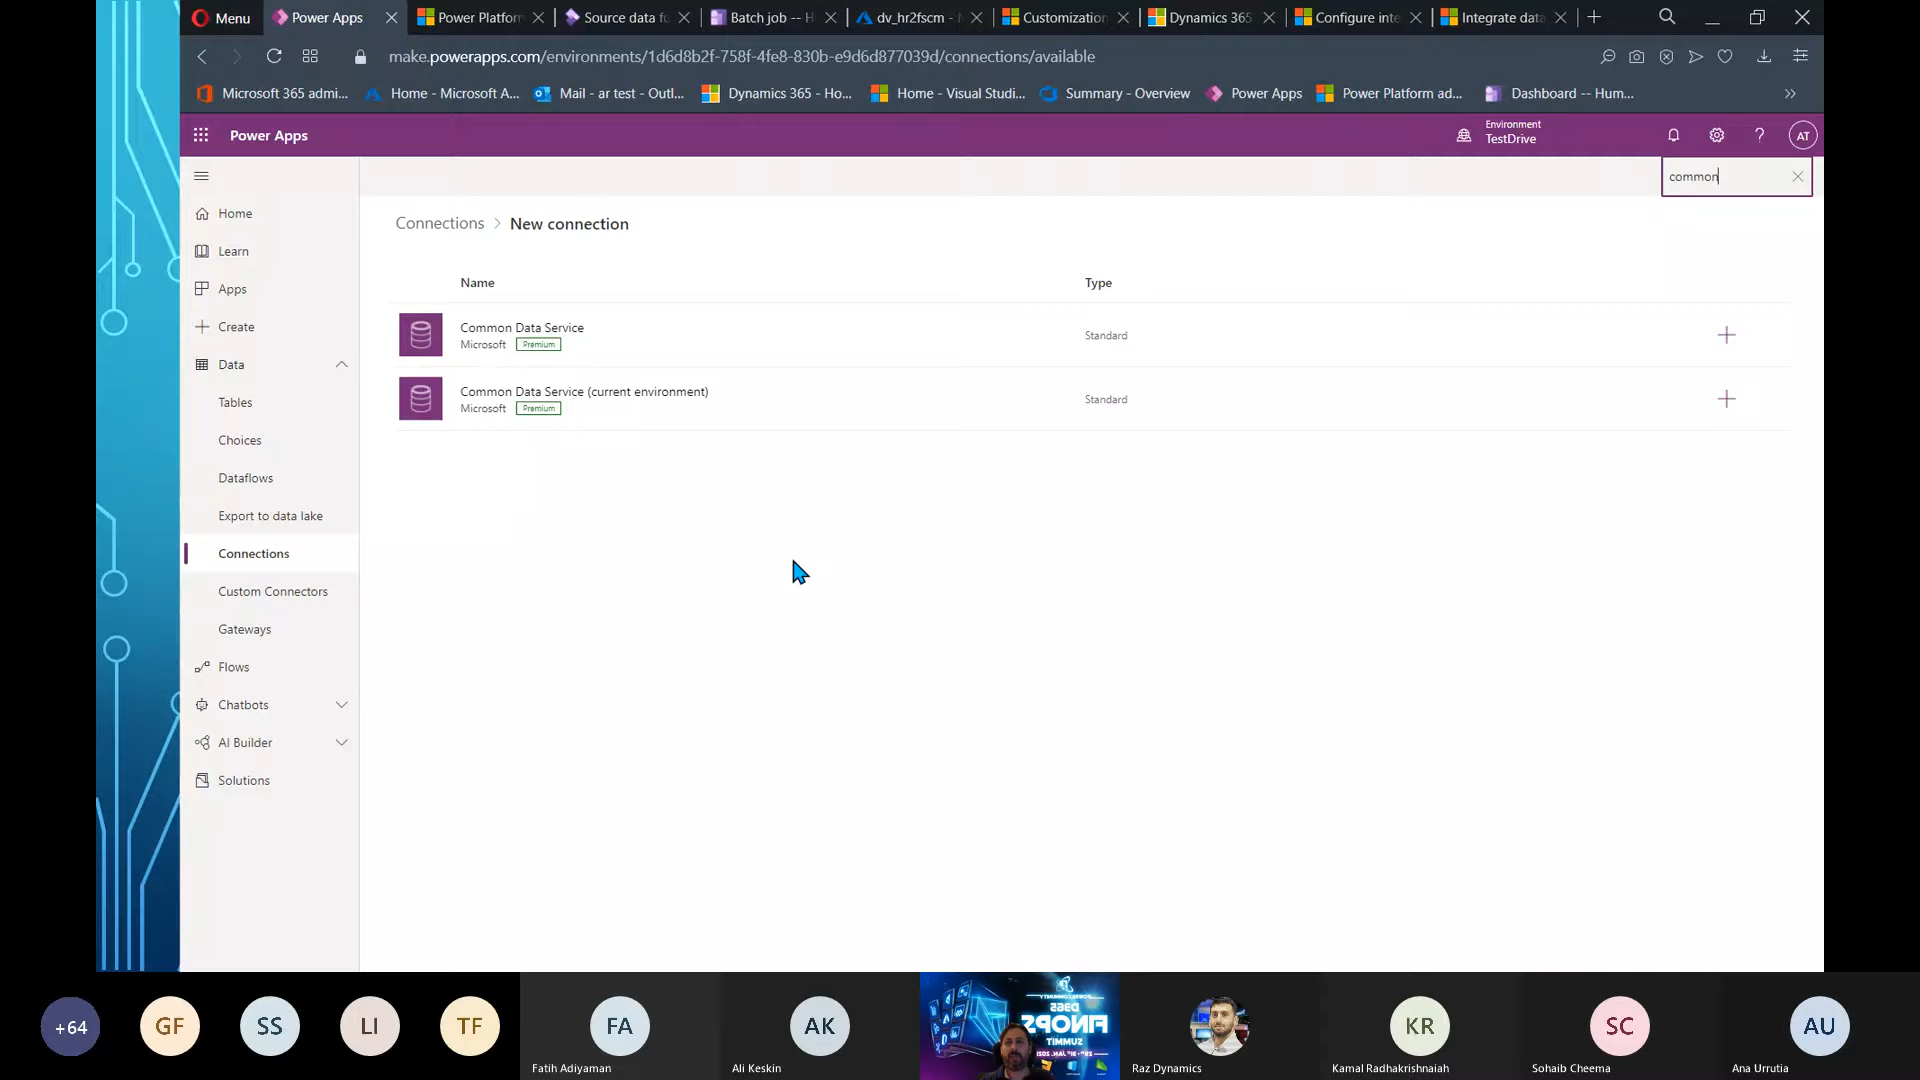 Menu
Power Apps
Power Platforn
Source data fo
Batch job -- H
dv_hr2fscm -
Customization
Dynamics 365
Configure inte
Integrate data
make.powerapps.com/environments/1d6d8b2f-758f-4fe8-830b-e9d6d877039d/connections/available
Microsoft 365 admi...
Home - Microsoft A...
Mail - ar test - Outl...
Dynamics 365 - Ho...
Home - Visual Studi...
Summary - Overview
Power Apps
Power Platform ad...
Dashboard -- Hum...
Power Apps
Environment
TestDrive
AT
common
Home
Learn
Apps
Create
Data
Tables
Choices
Dataflows
Export to data lake
Connections
Custom Connectors
Gateways
Flows
Chatbots
AI Builder
Solutions
Connections > New connection
Name Type
Common Data Service
Microsoft Premium
Standard
Common Data Service (current environment)
Microsoft Premium
Standard
+64
GF
SS
LI
TF
FA
Fatih Adiyaman
AK
Ali Keskin
D365
FINOPS
SUMMIT
Raz Dynamics
KR
Kamal Radhakrishnaiah
SC
Sohaib Cheema
AU
Ana Urrutia